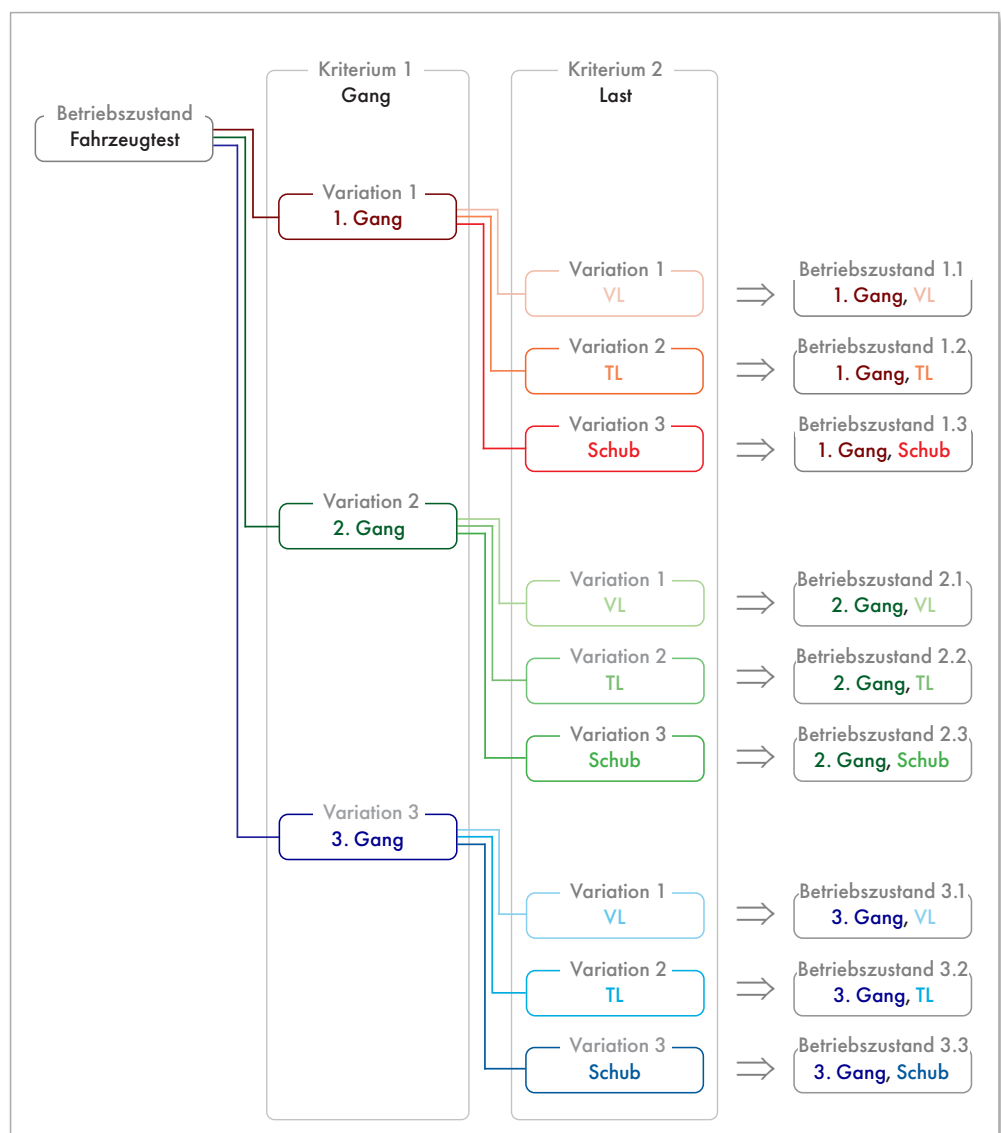 Kriterium 1
Gang
Kriterium 2
Last
Betriebszustand
Fahrzeugtest
Variation 1
1. Gang
Variation 1
VL
Betriebszustand 1.1
1. Gang, VL
Variation 2
TL
Betriebszustand 1.2
1. Gang, TL
Variation 3
Schub
Betriebszustand 1.3
1. Gang, Schub
Variation 2
2. Gang
Variation 1
VL
Betriebszustand 2.1
2. Gang, VL
Variation 2
TL
Betriebszustand 2.2
2. Gang, TL
Variation 3
Schub
Betriebszustand 2.3
2. Gang, Schub
Variation 3
3. Gang
Variation 1
VL
Betriebszustand 3.1
3. Gang, VL
Variation 2
TL
Betriebszustand 3.2
3. Gang, TL
Variation 3
Schub
Betriebszustand 3.3
3. Gang, Schub